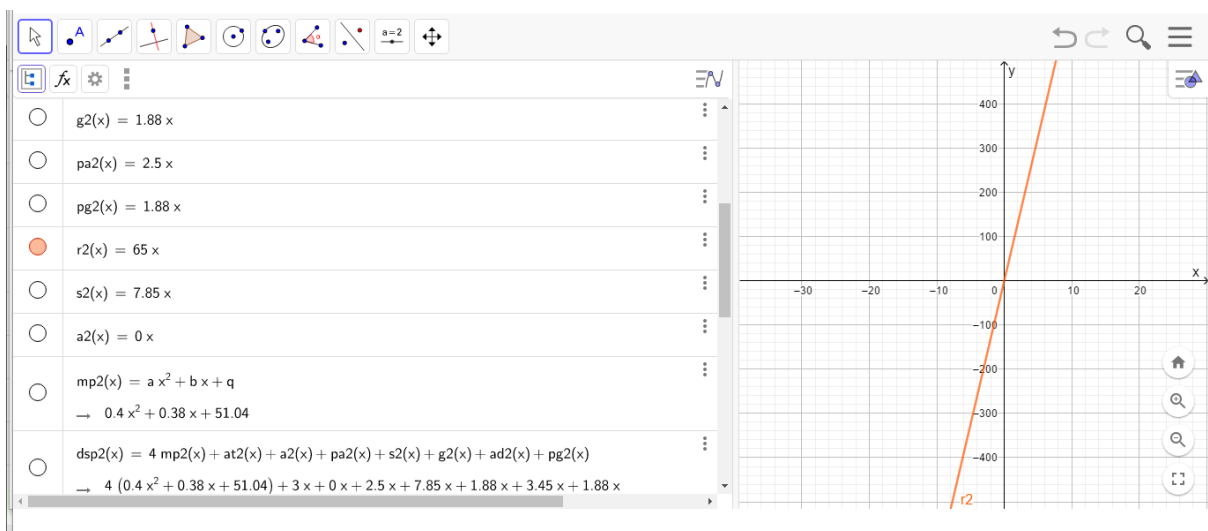 A
a=2
fx
g2(x) = 1.88 x
pa2(x) = 2.5 x
pg2(x) = 1.88 x
r2(x) = 65 x
s2(x) = 7.85 x
a2(x) = 0 x
mp2(x) = a x² + b x + q
→ 0.4 x² + 0.38 x + 51.04
dsp2(x) = 4 mp2(x) + at2(x) + a2(x) + pa2(x) + s2(x) + g2(x) + ad2(x) + pg2(x)
→ 4 (0.4 x² + 0.38 x + 51.04) + 3 x + 0 x + 2.5 x + 7.85 x + 1.88 x + 3.45 x + 1.88 x
y
400
300
200
100
x
−30 −20 −10 0 10 20
−100
−200
−300
−400
r2